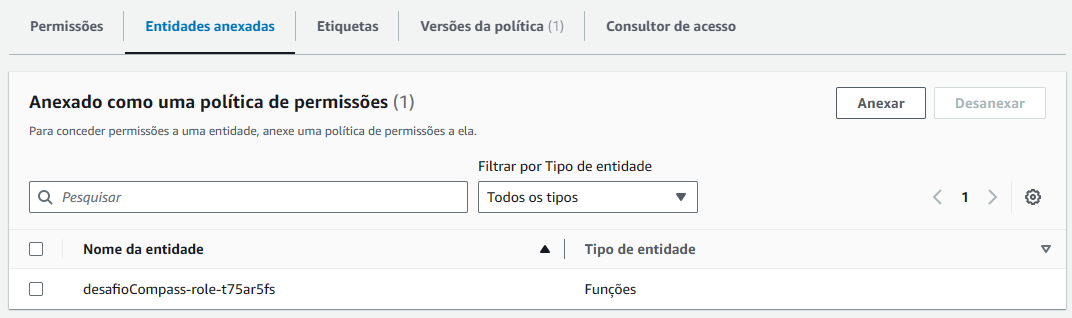 Permissões
Entidades anexadas
Etiquetas
Versões da política (1)
Consultor de acesso
Anexado como uma política de permissões (1)
Anexar
Desanexar
Para conceder permissões a uma entidade, anexe uma política de permissões a ela.
Filtrar por Tipo de entidade
Pesquisar
Todos os tipos
1
Nome da entidade
Tipo de entidade
desafioCompass-role-t75ar5fs
Funções